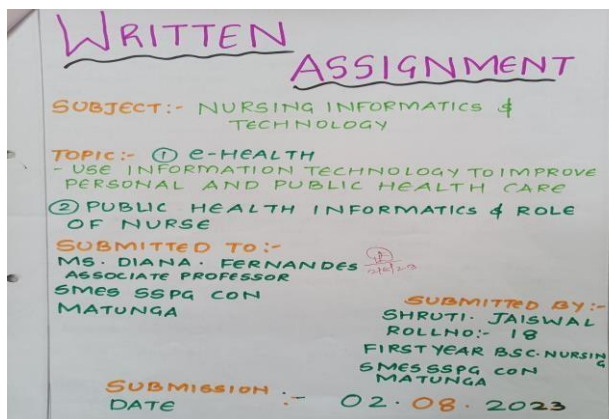 WRITTEN
ASSIGNMENT
SUBJECT:- NURSING INFORMATICS &
TECHNOLOGY
TOPIC:- ① e-HEALTH
- USE INFORMATION TECHNOLOGY TO IMPROVE
PERSONAL AND PUBLIC HEALTH CARE
② PUBLIC HEALTH INFORMATICS & ROLE
OF NURSE
SUBMITTED TO:-
MS. DIANA. FERNANDES
ASSOCIATE PROFESSOR
SMES SSPG CON
MATUNGA
SUBMITTED BY:-
SHRUTI. JAISWAL
ROLLNO:- 18
FIRST YEAR BSC. NURSING
SMES SSPG CON
MATUNGA
SUBMISSION
DATE :- 02.08.2023